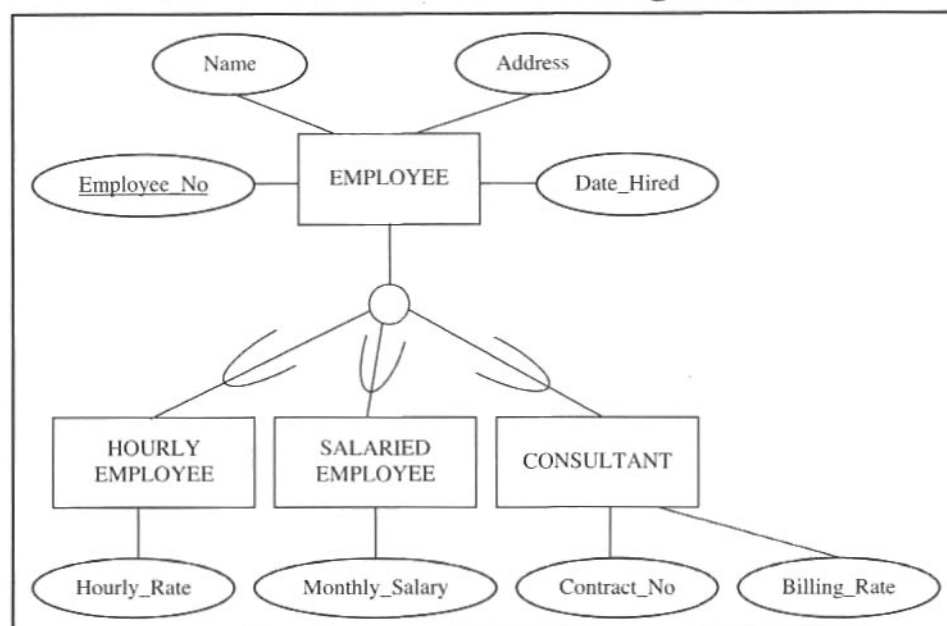 Name
Address
EMPLOYEE
Employee_No
Date_Hired
HOURLY
EMPLOYEE
SALARIED
EMPLOYEE
CONSULTANT
Hourly_Rate
Monthly_Salary
Contract_No
Billing_Rate